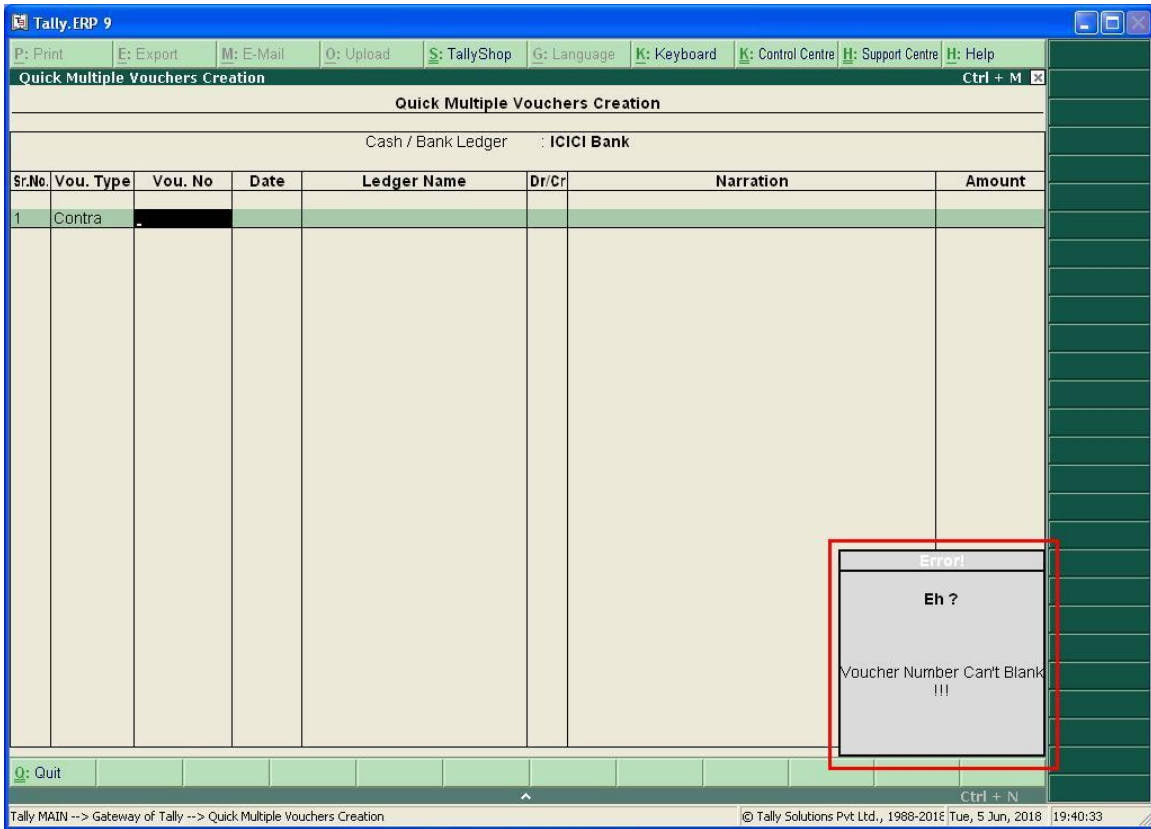 Tally.ERP 9
P: Print E: Export M: E-Mail O: Upload S: TallyShop G: Language K: Keyboard K: Control Centre H: Support Centre H: Help
Quick Multiple Vouchers Creation Ctrl + M
Quick Multiple Vouchers Creation
Cash / Bank Ledger : ICICI Bank
Sr.No. Vou. Type Vou. No Date Ledger Name Dr/Cr Narration Amount
1 Contra
Error!
Eh ?
Voucher Number Can't Blank
!!!
Q: Quit
Ctrl + N
Tally MAIN --> Gateway of Tally --> Quick Multiple Vouchers Creation © Tally Solutions Pvt Ltd., 1988-2018 Tue, 5 Jun, 2018 19:40:33